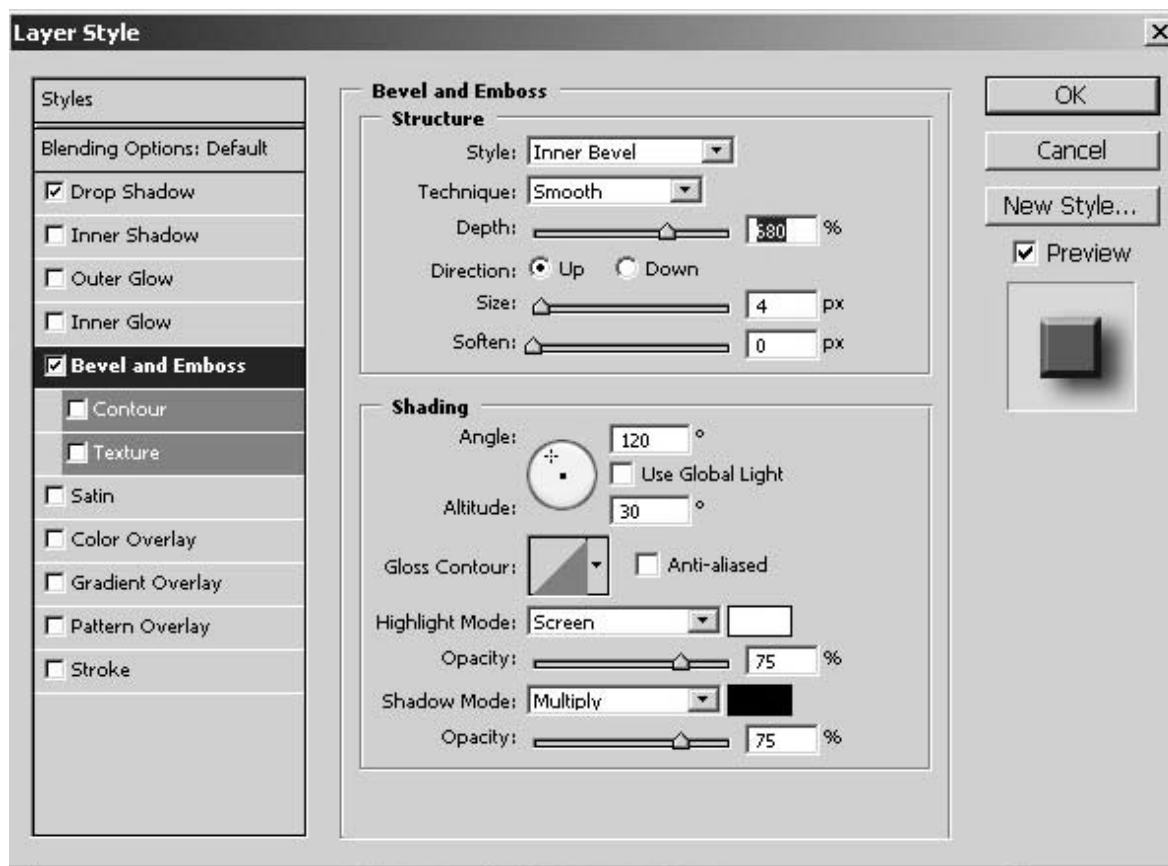 Layer Style
Styles
Blending Options: Default
Drop Shadow
Inner Shadow
Outer Glow
Inner Glow
Bevel and Emboss
Contour
Texture
Satin
Color Overlay
Gradient Overlay
Pattern Overlay
Stroke
Bevel and Emboss
Structure
Style: Inner Bevel
Technique: Smooth
Depth: 680 %
Direction: Up Down
Size: 4 px
Soften: 0 px
Shading
Angle: 120 °
Use Global Light
Altitude: 30 °
Gloss Contour: Anti-aliased
Highlight Mode: Screen
Opacity: 75 %
Shadow Mode: Multiply
Opacity: 75 %
OK
Cancel
New Style...
Preview